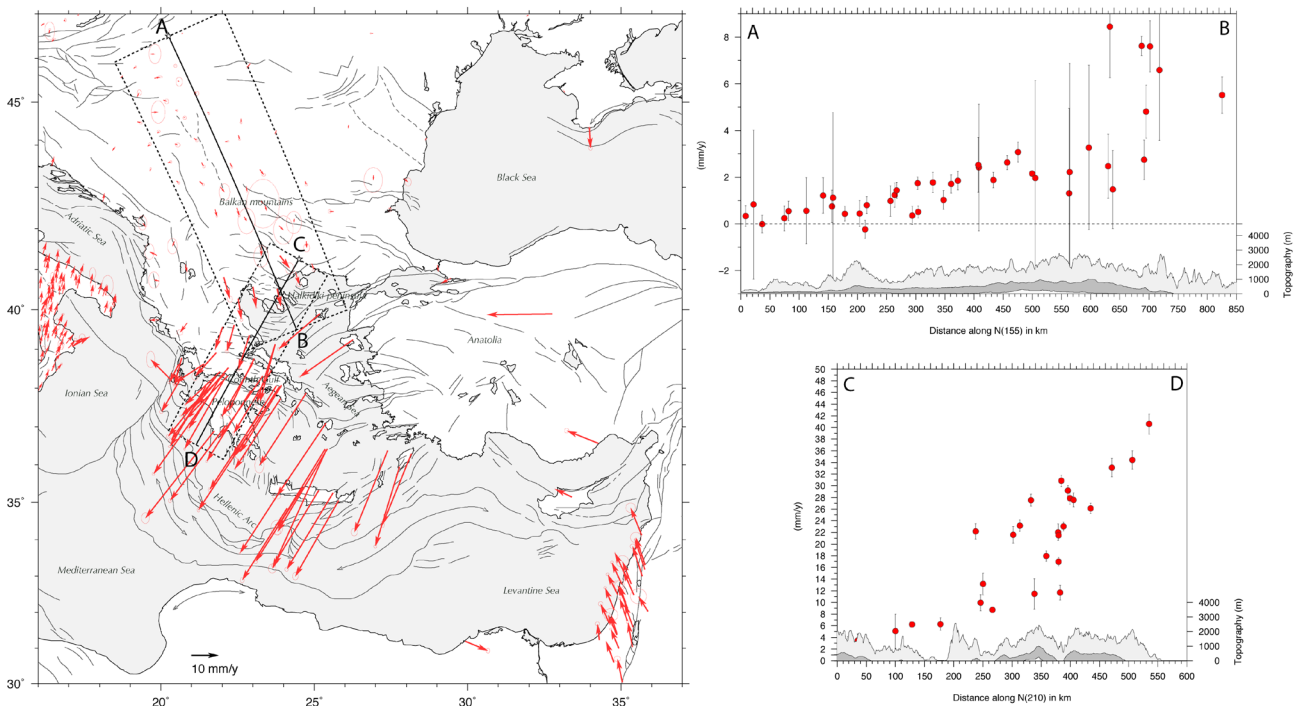 A
45°
Black Sea
Balkan mountains
Adriatic Sea
C
D
40°
Halkidiki peninsula
B
Anatolia
Ionian Sea
Aegean Sea
D
35°
Hellenic Arc
Mediterranean Sea
Levantine Sea
10 mm/y
30°
20°
25°
30°
35°
A
B
8
6
4
2
0
−2
(mm/y)
4000
3000
2000
1000
0
Topography (m)
0 50 100 150 200 250 300 350 400 450 500 550 600 650 700 750 800 850
Distance along N(155) in km
C
D
50
48
46
44
42
40
38
36
34
32
30
28
26
24
22
20
18
16
14
12
10
8
6
4
2
0
(mm/y)
4000
3000
2000
1000
0
Topography (m)
0 50 100 150 200 250 300 350 400 450 500 550 600
Distance along N(210) in km